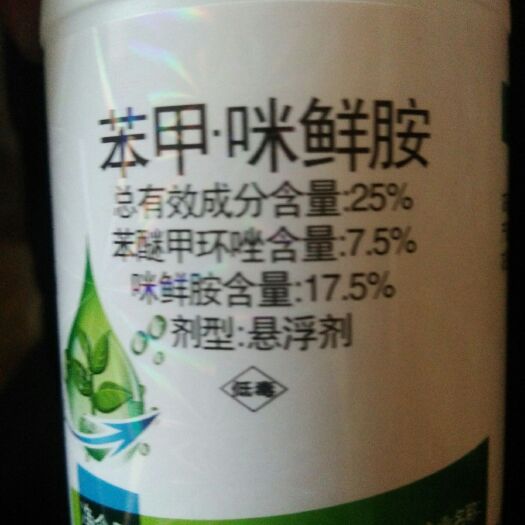 苯甲·咪鲜胺
总有效成分含量:25%
苯醚甲环唑含量:7.5%
咪鲜胺含量:17.5%
剂型:悬浮剂
低毒